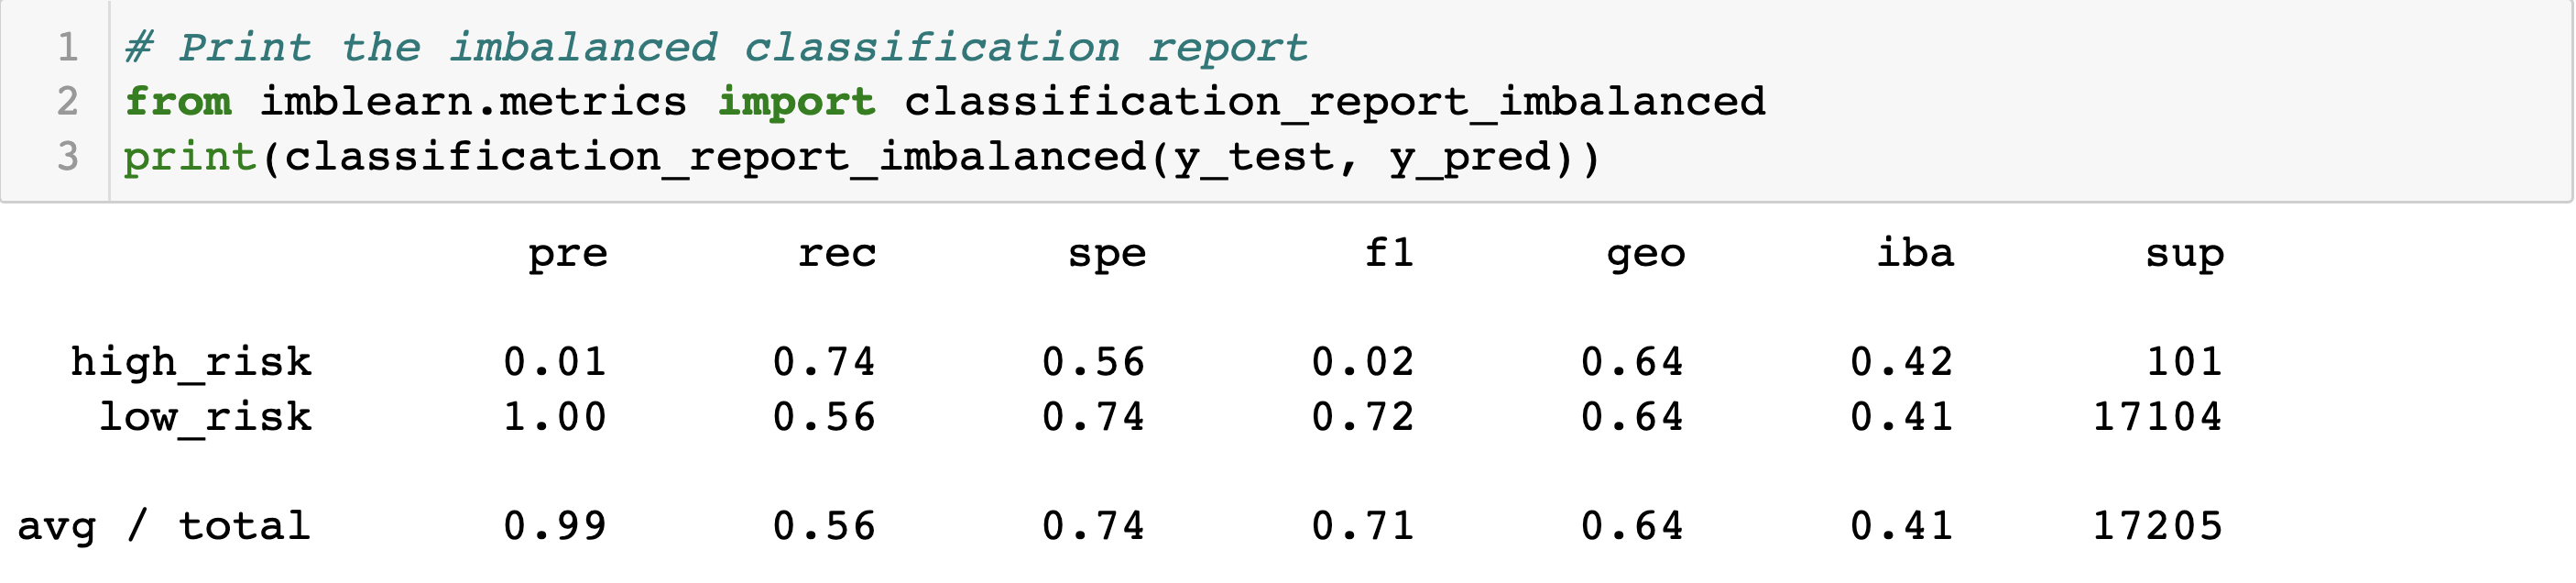 1 # Print the imbalanced classification report
2 from imblearn.metrics import classification_report_imbalanced
3 print(classification_report_imbalanced(y_test, y_pred))
pre rec spe f1 geo iba sup
high_risk 0.01 0.74 0.56 0.02 0.64 0.42 101
low_risk 1.00 0.56 0.74 0.72 0.64 0.41 17104
avg / total 0.99 0.56 0.74 0.71 0.64 0.41 17205